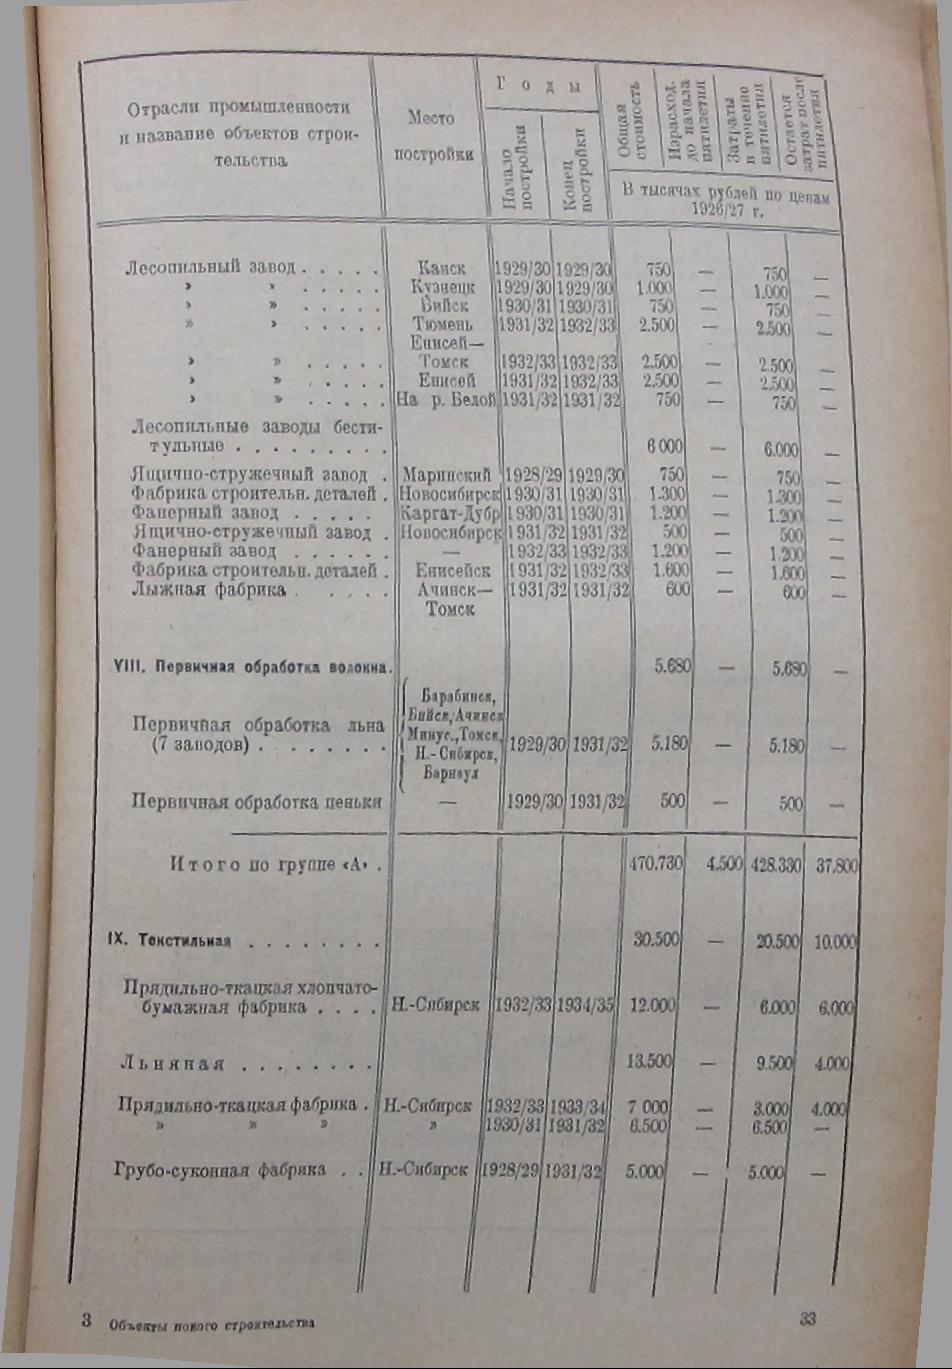 Отрасли промышленности и название объектов строительства | Место постройки | Годы | Общая стоимость | Израсход. до начала пятилетия | Затраты в течение пятилетия | Остается затрат после пятилетия
Начало постройки | Конец постройки | В тысячах рублей по ценам 1926/27 г.
Лесопильный завод . . . . . Канск 1929/30 1929/30 750 — 750 —
» » . . . . . Кузнецк 1929/30 1929/30 1.000 — 1.000 —
» » . . . . . Бийск 1930/31 1930/31 750 — 750 —
» » . . . . . Тюмень 1931/32 1932/33 2.500 — 2.500 —
Енисей—
» » . . . . . Томск 1932/33 1932/33 2.500 — 2.500 —
» » . . . . . Енисей 1931/32 1932/33 2.500 — 2.500 —
» » . . . . . На р. Белой 1931/32 1931/32 750 — 750 —
Лесопильные заводы бести-
тульные . . . . . . . . . 6 000 — 6.000 —
Ящично-стружечный завод . Мариинский 1928/29 1929/30 750 — 750 —
Фабрика строительн. деталей . Новосибирск 1930/31 1930/31 1.300 — 1.300 —
Фанерный завод . . . . . Каргат-Дубр 1930/31 1930/31 1.200 — 1.200 —
Ящично-стружечный завод . Новосибирск 1931/32 1931/32 500 — 500 —
Фанерный завод . . . . . . — 1932/33 1932/33 1.200 — 1.200 —
Фабрика строительн. деталей . Енисейск 1931/32 1932/33 1.600 — 1.600 —
Лыжная фабрика . . . . . Ачинск— 1931/32 1931/32 600 — 600 —
Томск
VIII. Первичная обработка волокна. 5.680 — 5.680 —
Барабинск,
Бийск, Ачинск
Первичная обработка льна Минус., Томск,
(7 заводов) . . . . . . . . Н.-Сибирск, 1929/30 1931/32 5.180 — 5.180 —
Барнаул
Первичная обработка пеньки — 1929/30 1931/32 500 — 500 —
Итого по группе «А» . 470.730 4.500 428.330 37.800
IX. Текстильная . . . . . . . . 30.500 — 20.500 10.000
Прядильно-ткацкая хлопчато-
бумажная фабрика . . . . Н.-Сибирск 1932/33 1934/35 12.000 — 6.000 6.000
Льняная . . . . . . . . 13.500 — 9.500 4.000
Прядильно-ткацкая фабрика . Н.-Сибирск 1932/33 1933/34 7 000 — 3.000 4.000
» » » » 1930/31 1931/32 6.500 — 6.500 —
Грубо-суконная фабрика . . Н.-Сибирск 1928/29 1931/32 5.000 — 5.000 —
3 Объекты нового строительства 33